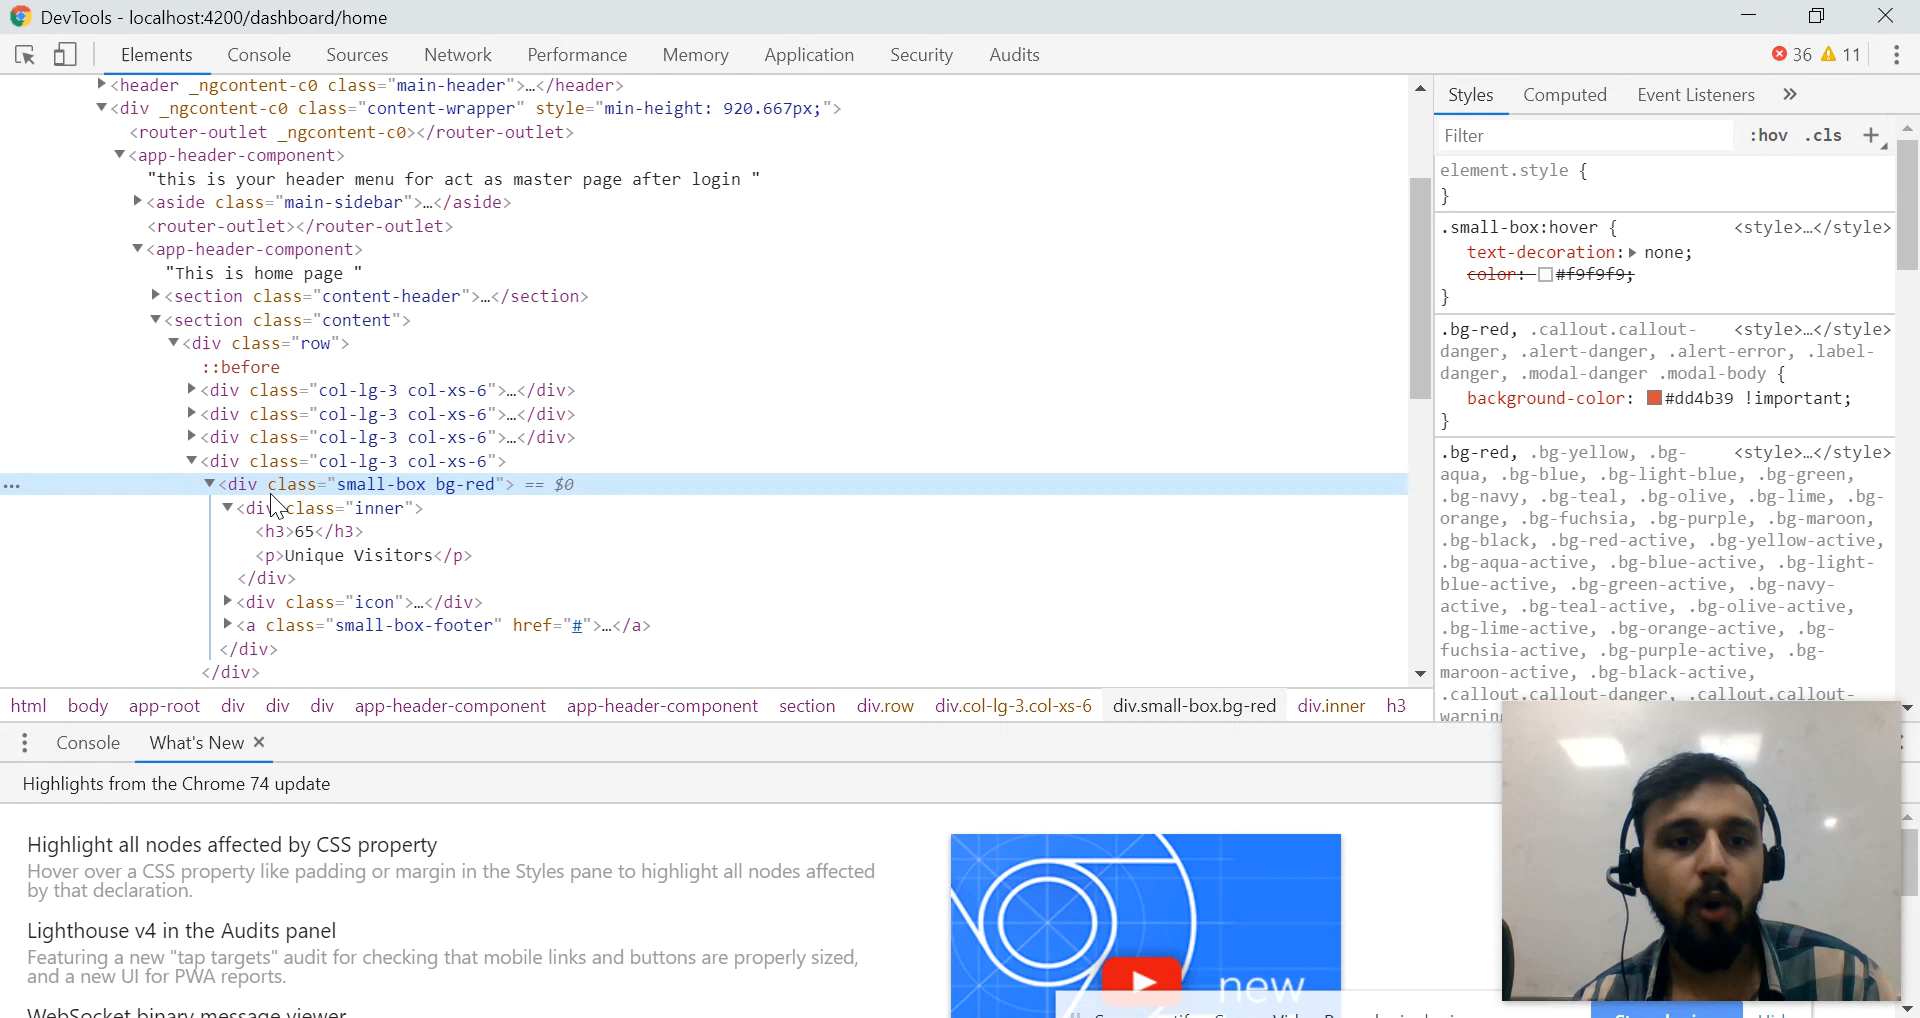 DevTools - localhost:4200/dashboard/home
Elements Console Sources Network Performance Memory Application Security Audits 36 11
<header _ngcontent-c0 class="main-header">…</header>
<div _ngcontent-c0 class="content-wrapper" style="min-height: 920.667px;">
<router-outlet _ngcontent-c0></router-outlet>
<app-header-component>
"this is your header menu for act as master page after login "
<aside class="main-sidebar">…</aside>
<router-outlet></router-outlet>
<app-header-component>
"This is home page "
<section class="content-header">…</section>
<section class="content">
<div class="row">
::before
<div class="col-lg-3 col-xs-6">…</div>
<div class="col-lg-3 col-xs-6">…</div>
<div class="col-lg-3 col-xs-6">…</div>
<div class="col-lg-3 col-xs-6">
… <div class="small-box bg-red"> == $0
<div class="inner">
<h3>65</h3>
<p>Unique Visitors</p>
</div>
<div class="icon">…</div>
<a class="small-box-footer" href="#">…</a>
</div>
</div>
html body app-root div div div app-header-component app-header-component section div.row div.col-lg-3.col-xs-6 div.small-box.bg-red div.inner h3
Styles Computed Event Listeners »
Filter :hov .cls +
element.style {
}
.small-box:hover { <style>…</style>
text-decoration: none;
color: #f9f9f9;
}
.bg-red, .callout.callout- <style>…</style>
danger, .alert-danger, .alert-error, .label-
danger, .modal-danger .modal-body {
background-color: #dd4b39 !important;
}
.bg-red, .bg-yellow, .bg- <style>…</style>
aqua, .bg-blue, .bg-light-blue, .bg-green,
.bg-navy, .bg-teal, .bg-olive, .bg-lime, .bg-
orange, .bg-fuchsia, .bg-purple, .bg-maroon,
.bg-black, .bg-red-active, .bg-yellow-active,
.bg-aqua-active, .bg-blue-active, .bg-light-
blue-active, .bg-green-active, .bg-navy-
active, .bg-teal-active, .bg-olive-active,
.bg-lime-active, .bg-orange-active, .bg-
fuchsia-active, .bg-purple-active, .bg-
maroon-active, .bg-black-active,
.callout.callout-danger, .callout.callout-
warning
Console What's New ×
Highlights from the Chrome 74 update
Highlight all nodes affected by CSS property
Hover over a CSS property like padding or margin in the Styles pane to highlight all nodes affected
by that declaration.
Lighthouse v4 in the Audits panel
Featuring a new "tap targets" audit for checking that mobile links and buttons are properly sized,
and a new UI for PWA reports.
WebSocket binary message viewer
new